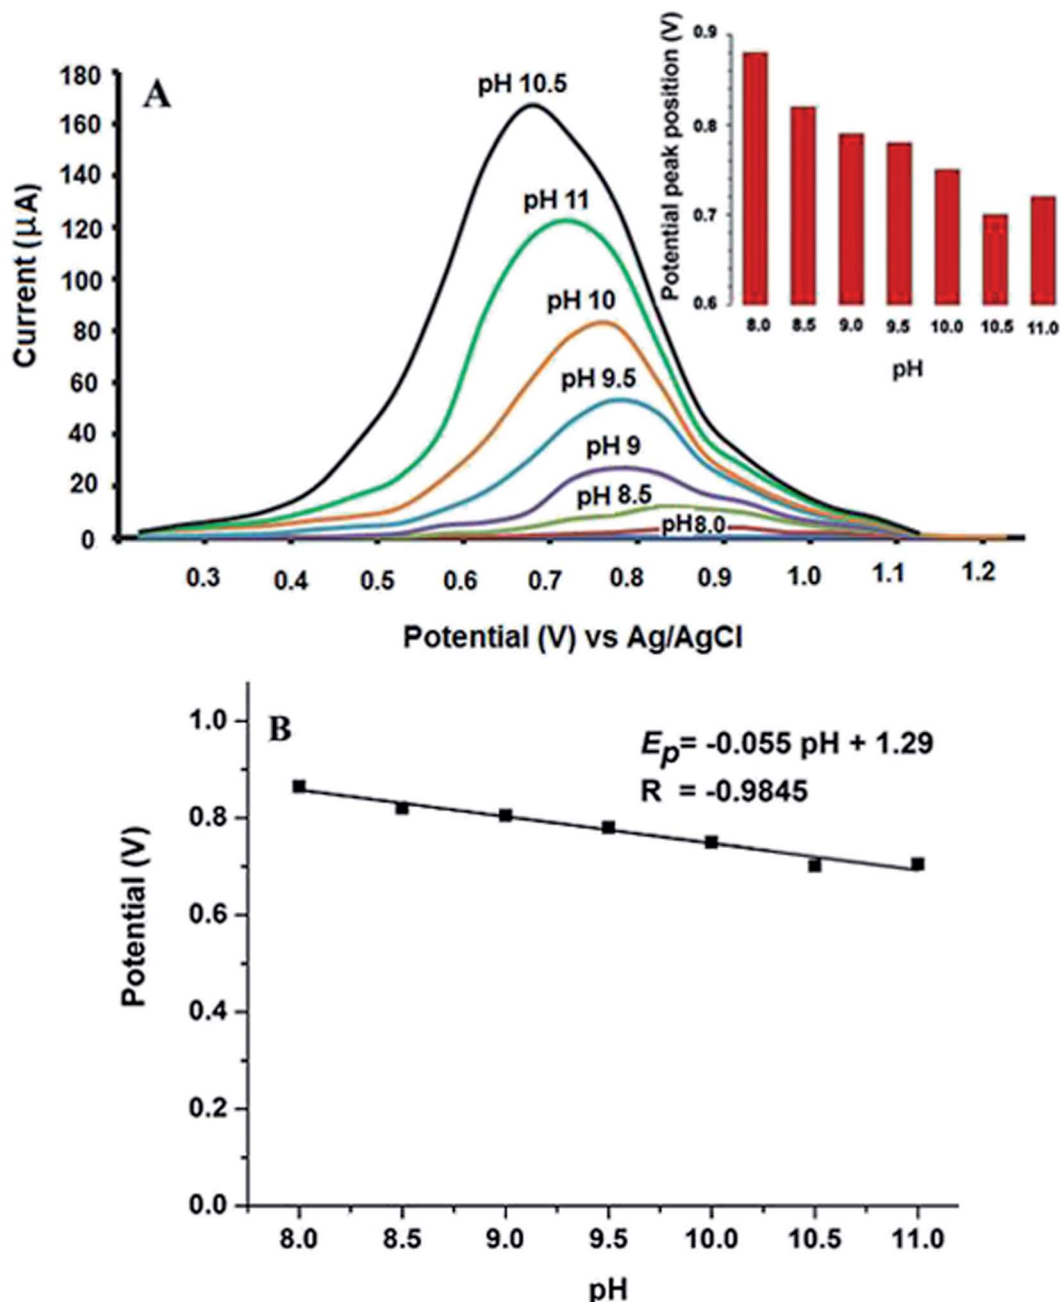 A
180
160
140
120
100
80
60
40
20
0
Current (µA)
pH 10.5
pH 11
pH 10
pH 9.5
pH 9
pH 8.5
pH8.0
0.3 0.4 0.5 0.6 0.7 0.8 0.9 1.0 1.1 1.2
Potential (V) vs Ag/AgCl
Potential peak position (V)
0.9
0.8
0.7
0.6
8.0 8.5 9.0 9.5 10.0 10.5 11.0
pH
B
Ep= -0.055 pH + 1.29
R = -0.9845
Potential (V)
1.0
0.8
0.6
0.4
0.2
0.0
8.0 8.5 9.0 9.5 10.0 10.5 11.0
pH